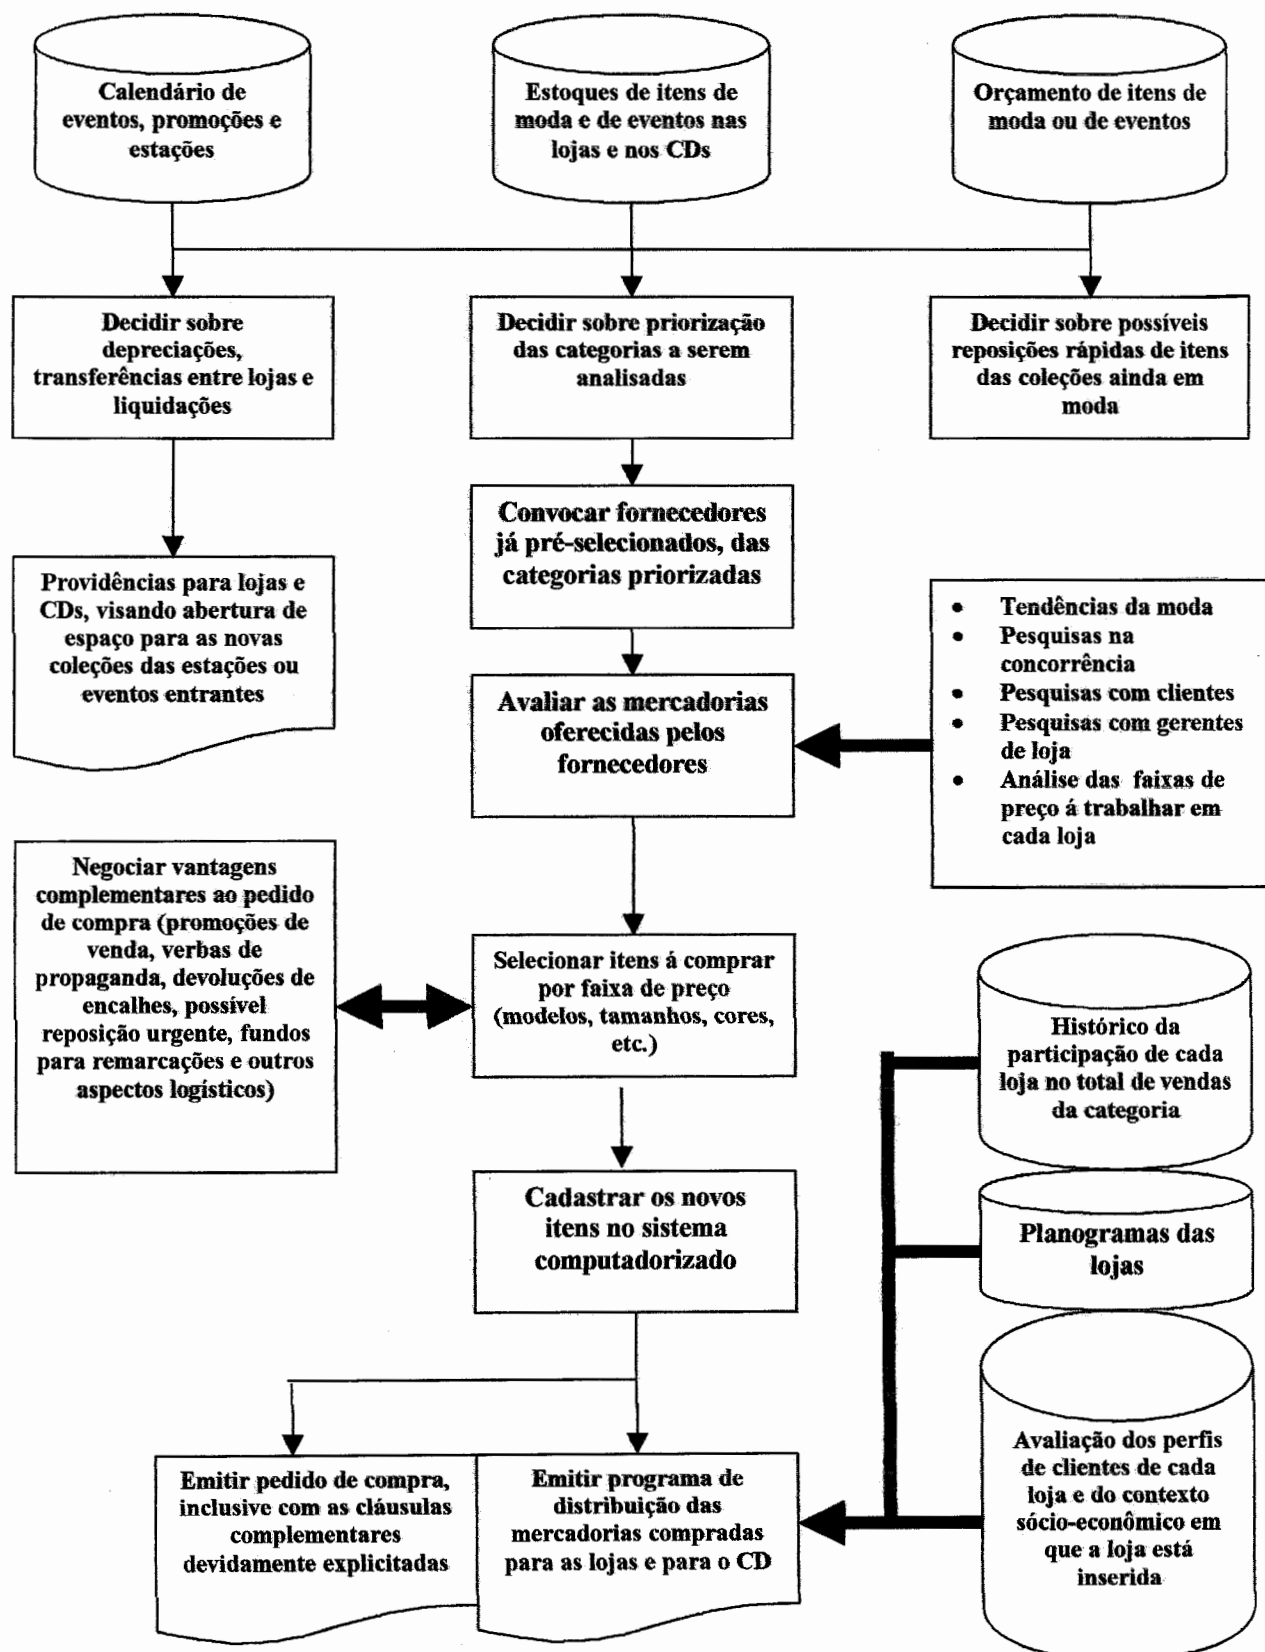 Calendário de
eventos, promoções e
estações
Estoques de itens de
moda e de eventos nas
lojas e nos CDs
Orçamento de itens de
moda ou de eventos
Decidir sobre
depreciações,
transferências entre lojas e
liquidações
Decidir sobre priorização
das categorias a serem
analisadas
Decidir sobre possíveis
reposições rápidas de itens
das coleções ainda em
moda
Convocar fornecedores
já pré-selecionados, das
categorias priorizadas
Providências para lojas e
CDs, visando abertura de
espaço para as novas
coleções das estações ou
eventos entrantes
• Tendências da moda
• Pesquisas na
concorrência
• Pesquisas com clientes
• Pesquisas com gerentes
de loja
• Análise das faixas de
preço á trabalhar em
cada loja
Avaliar as mercadorias
oferecidas pelos
fornecedores
Negociar vantagens
complementares ao pedido
de compra (promoções de
venda, verbas de
propaganda, devoluções de
encalhes, possível
reposição urgente, fundos
para remarcações e outros
aspectos logísticos)
Selecionar itens á comprar
por faixa de preço
(modelos, tamanhos, cores,
etc.)
Histórico da
participação de cada
loja no total de vendas
da categoria
Cadastrar os novos
itens no sistema
computadorizado
Planogramas das
lojas
Avaliação dos perfis
de clientes de cada
loja e do contexto
sócio-econômico em
que a loja está
inserida
Emitir pedido de compra,
inclusive com as cláusulas
complementares
devidamente explicitadas
Emitir programa de
distribuição das
mercadorias compradas
para as lojas e para o CD